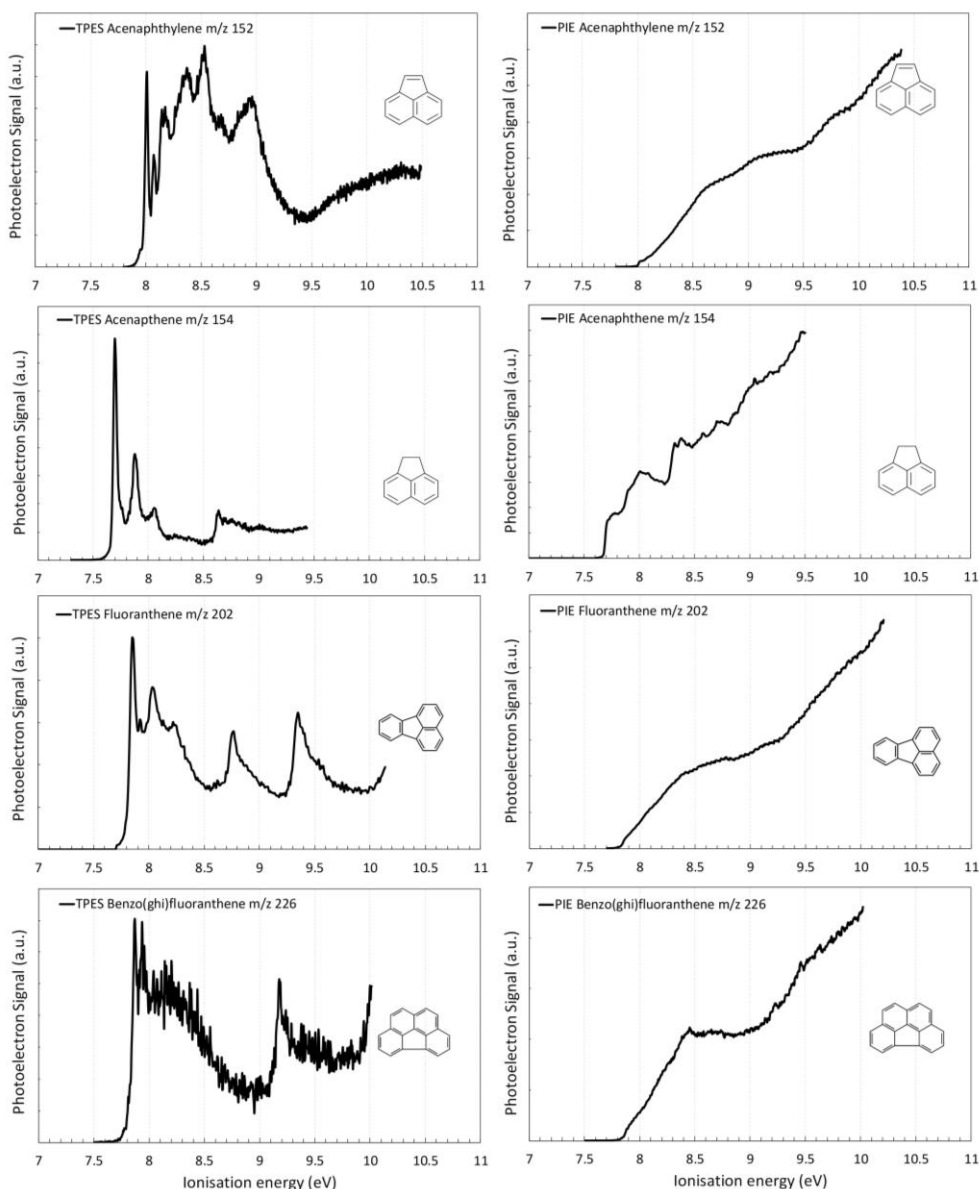 TPES Acenaphthylene m/z 152
Photoelectron Signal (a.u.)
7 7.5 8 8.5 9 9.5 10 10.5 11
PIE Acenaphthylene m/z 152
Photoelectron Signal (a.u.)
7 7.5 8 8.5 9 9.5 10 10.5 11
TPES Acenapthene m/z 154
Photoelectron Signal (a.u.)
7 7.5 8 8.5 9 9.5 10 10.5 11
PIE Acenaphthene m/z 154
Photoelectron Signal (a.u.)
7 7.5 8 8.5 9 9.5 10 10.5 11
TPES Fluoranthene m/z 202
Photoelectron Signal (a.u.)
7 7.5 8 8.5 9 9.5 10 10.5 11
PIE Fluoranthene m/z 202
Photoelectron Signal (a.u.)
7 7.5 8 8.5 9 9.5 10 10.5 11
TPES Benzo(ghi)fluoranthene m/z 226
Photoelectron Signal (a.u.)
7 7.5 8 8.5 9 9.5 10 10.5 11
Ionisation energy (eV)
PIE Benzo(ghi)fluoranthene m/z 226
Photoelectron Signal (a.u.)
7 7.5 8 8.5 9 9.5 10 10.5 11
Ionisation energy (eV)